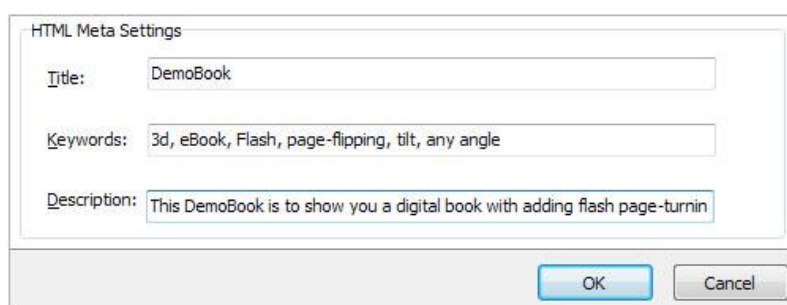 HTML Meta Settings
Title: DemoBook
Keywords: 3d, eBook, Flash, page-flipping, tilt, any angle
Description: This DemoBook is to show you a digital book with adding flash page-turnin
OK Cancel